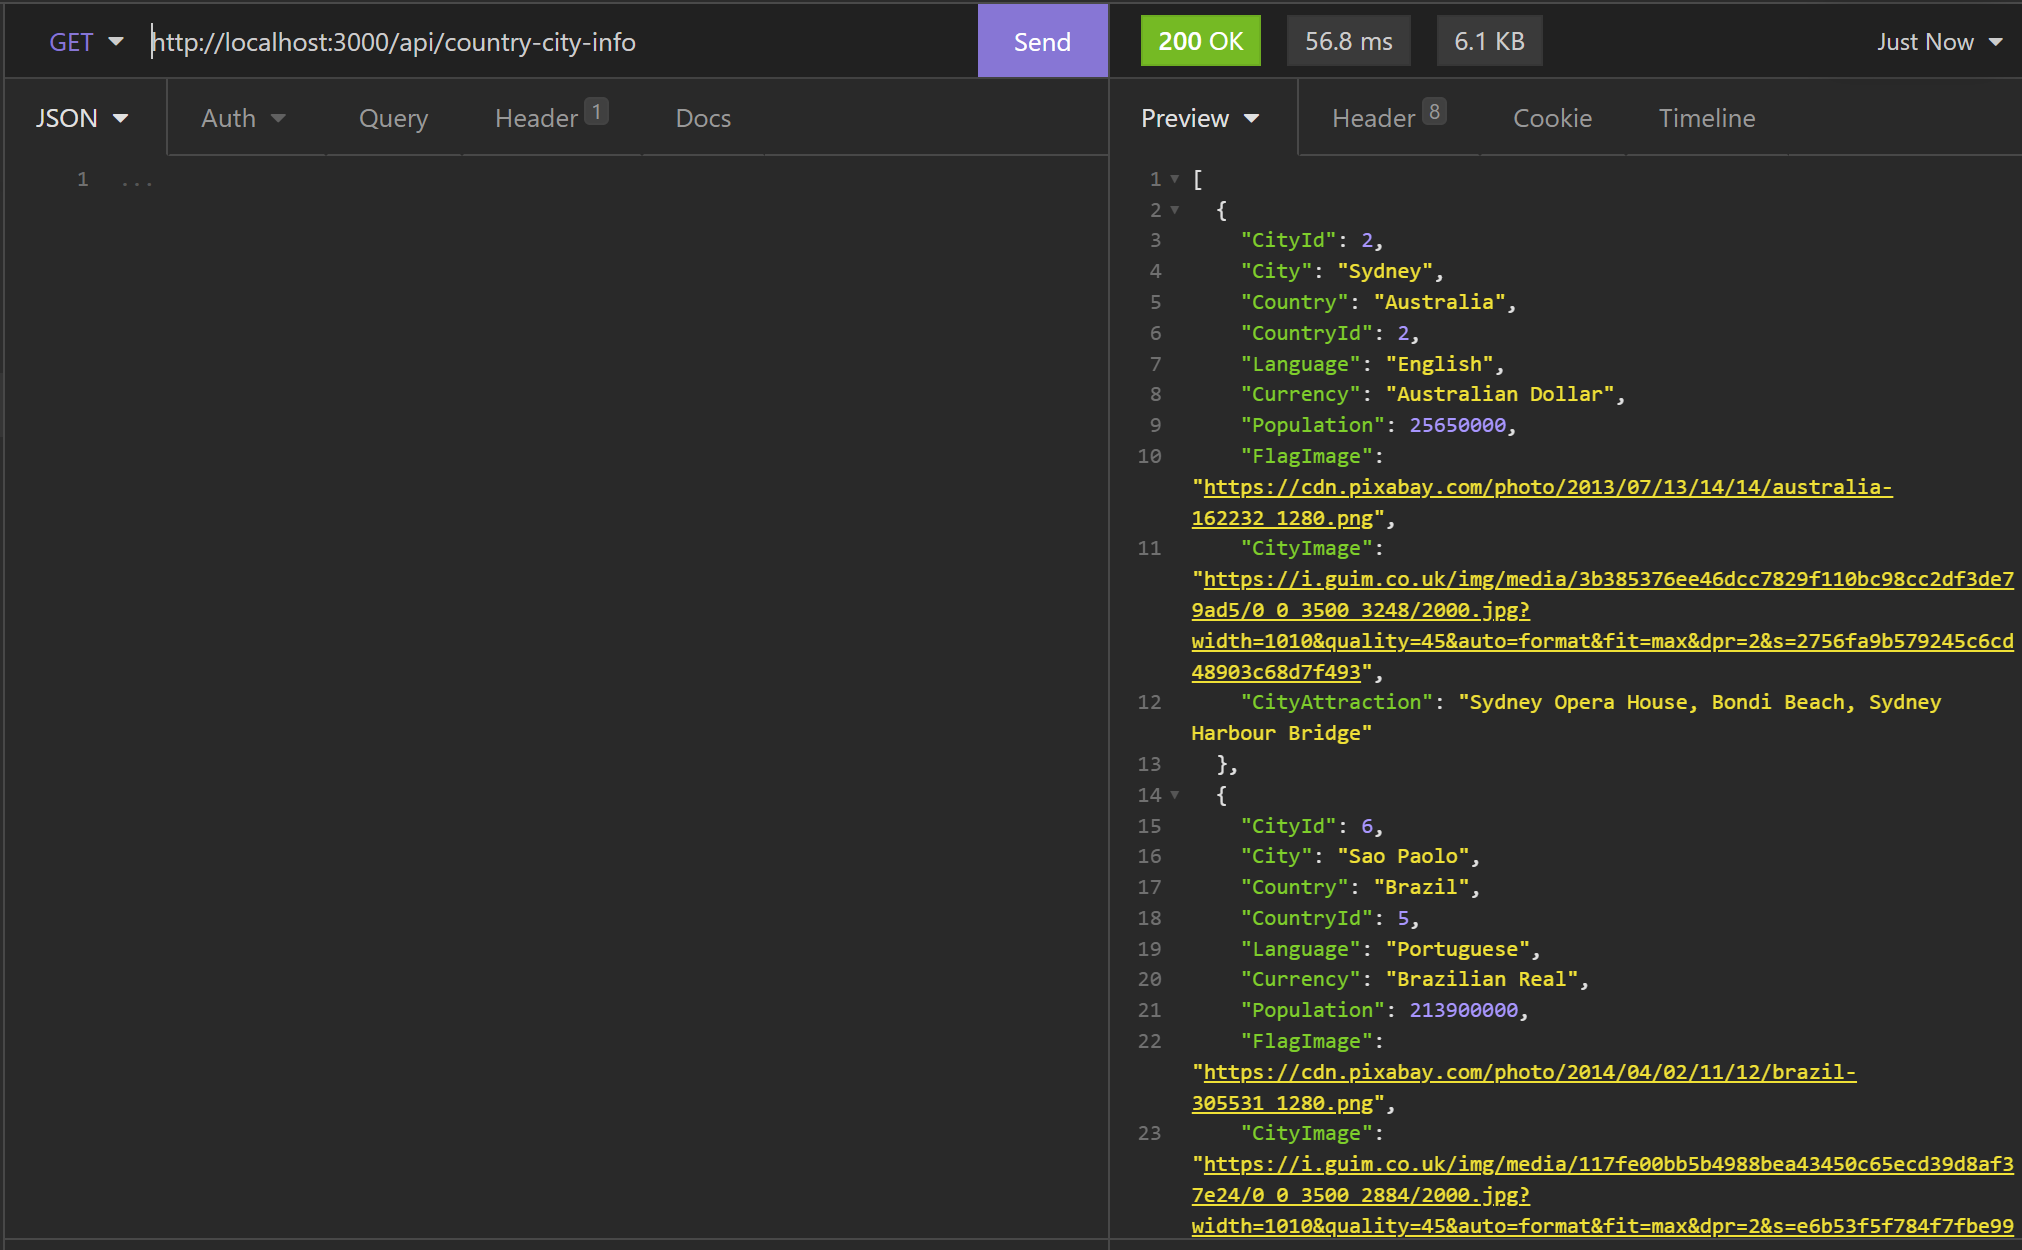 GET http://localhost:3000/api/country-city-info Send
200 OK 56.8 ms 6.1 KB Just Now
JSON Auth Query Header 1 Docs
Preview Header 8 Cookie Timeline
1 ...
1 [
2 {
3 "CityId": 2,
4 "City": "Sydney",
5 "Country": "Australia",
6 "CountryId": 2,
7 "Language": "English",
8 "Currency": "Australian Dollar",
9 "Population": 25650000,
10 "FlagImage":
"https://cdn.pixabay.com/photo/2013/07/13/14/14/australia-
162232_1280.png",
11 "CityImage":
"https://i.guim.co.uk/img/media/3b385376ee46dcc7829f110bc98cc2df3de7
9ad5/0_0_3500_3248/2000.jpg?
width=1010&quality=45&auto=format&fit=max&dpr=2&s=2756fa9b579245c6cd
48903c68d7f493",
12 "CityAttraction": "Sydney Opera House, Bondi Beach, Sydney
Harbour Bridge"
13 },
14 {
15 "CityId": 6,
16 "City": "Sao Paolo",
17 "Country": "Brazil",
18 "CountryId": 5,
19 "Language": "Portuguese",
20 "Currency": "Brazilian Real",
21 "Population": 213900000,
22 "FlagImage":
"https://cdn.pixabay.com/photo/2014/04/02/11/12/brazil-
305531_1280.png",
23 "CityImage":
"https://i.guim.co.uk/img/media/117fe00bb5b4988bea43450c65ecd39d8af3
7e24/0_0_3500_2884/2000.jpg?
width=1010&quality=45&auto=format&fit=max&dpr=2&s=e6b53f5f784f7fbe99